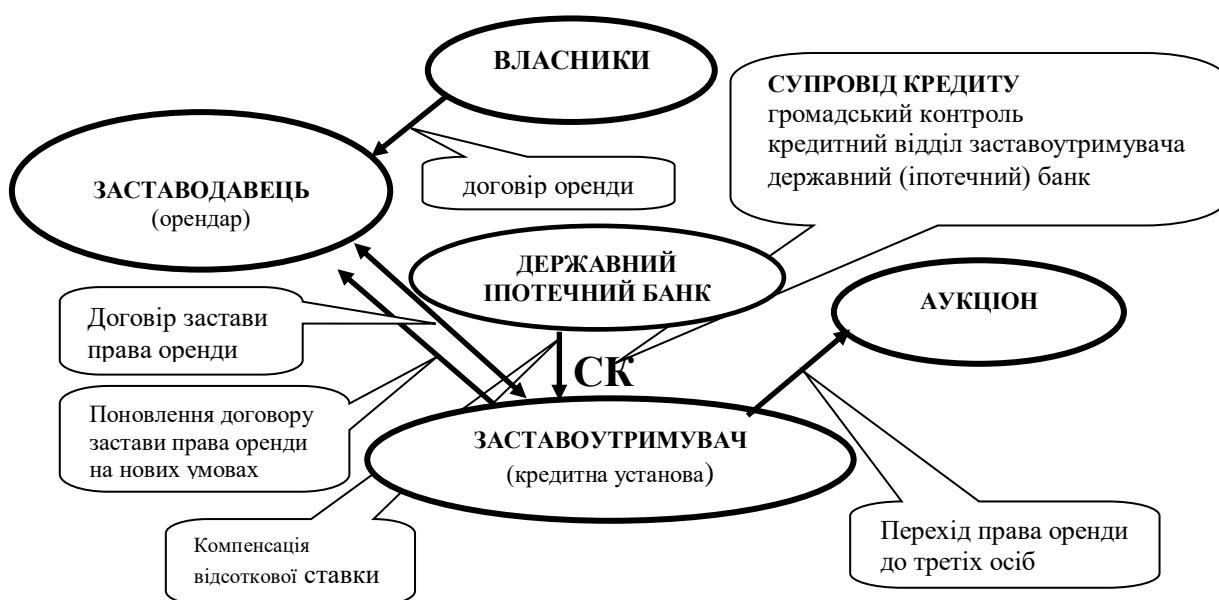 ВЛАСНИКИ
СУПРОВІД КРЕДИТУ
громадський контроль
кредитний відділ заставоутримувача
державний (іпотечний) банк
ЗАСТАВОДАВЕЦЬ
(орендар)
договір оренди
ДЕРЖАВНИЙ
ІПОТЕЧНИЙ БАНК
АУКЦІОН
Договір застави
права оренди
СК
Поновлення договору
застави права оренди
на нових умовах
ЗАСТАВОУТРИМУВАЧ
(кредитна установа)
Компенсація
відсоткової ставки
Перехід права оренди
до третіх осіб